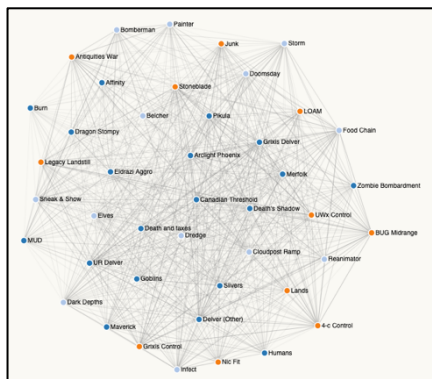 Painter
Bomberman
Junk
Storm
Antiquities War
Doomsday
Affinity
Stoneblade
Burn
Belcher
Pikula
LOAM
Dragon Stompy
Food Chain
Grixis Delver
Arclight Phoenix
Legacy Landstill
Eldrazi Aggro
Merfolk
Zombie Bombardment
Sneak & Show
Canadian Threshold
Death's Shadow
Elves
UWx Control
Death and taxes
BUG Midrange
Dredge
MUD
Cloudpost Ramp
Reanimator
UR Delver
Goblins
Slivers
Lands
Dark Depths
Delver (Other)
4-c Control
Maverick
Grixis Control
Humans
Nic Fit
Infect